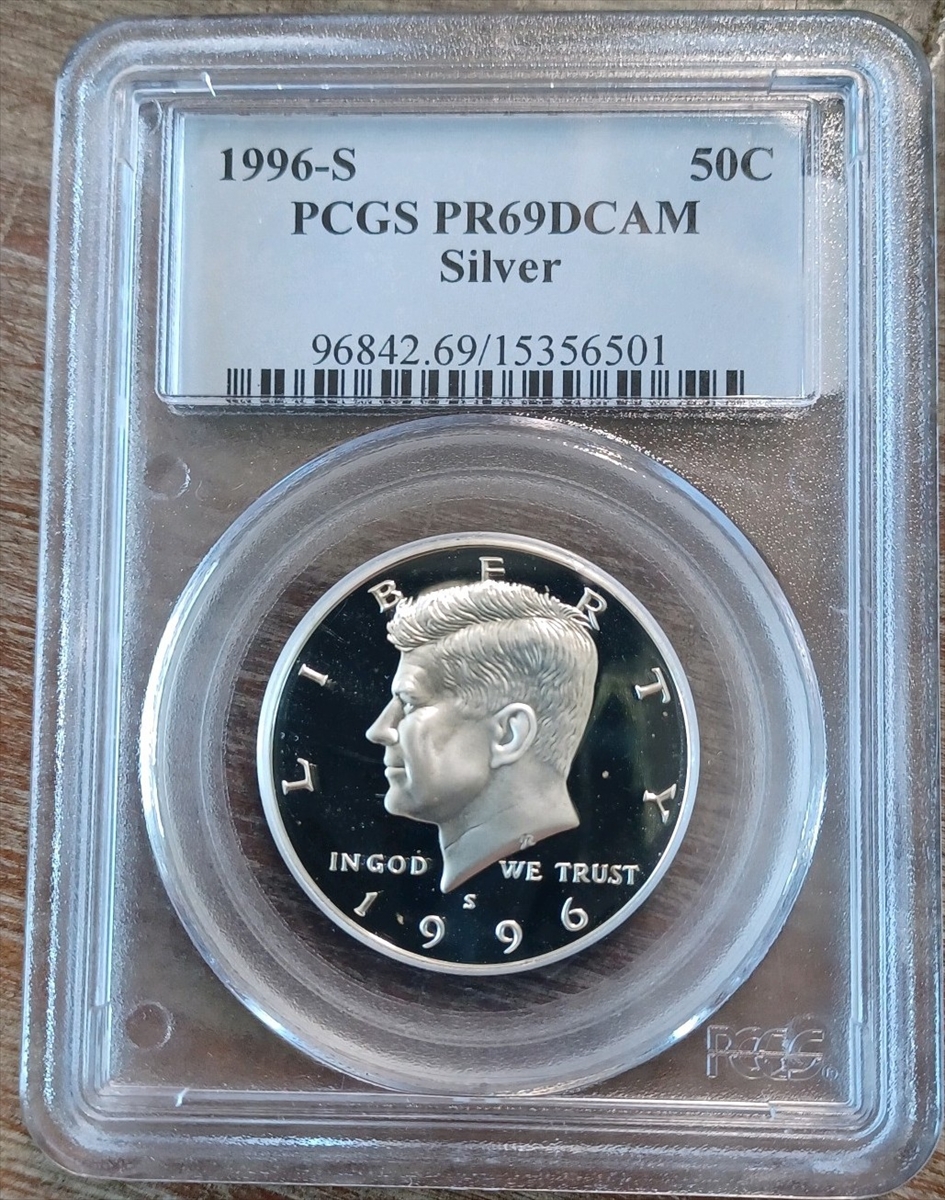 1996-S 50C
PCGS PR69DCAM
Silver
96842.69/15356501
LIBERTY
IN GOD WE TRUST
S
1996
PCGS